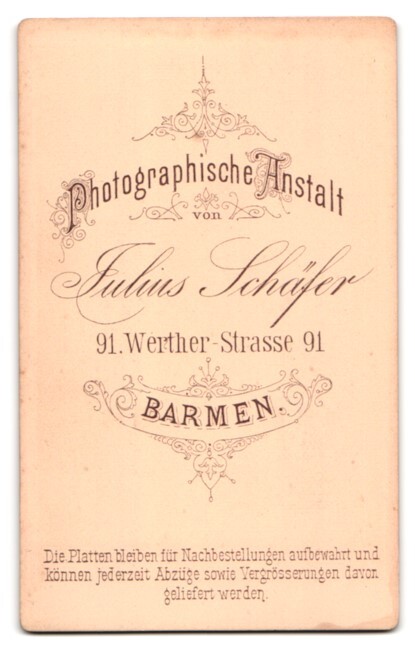 Photographische Anstalt
von
Julius Schäfer
91. Werther-Strasse 91
BARMEN.
Die Platten bleiben für Nachbestellungen aufbewahrt und
können jederzeit Abzüge sowie Vergrösserungen davon
geliefert werden.